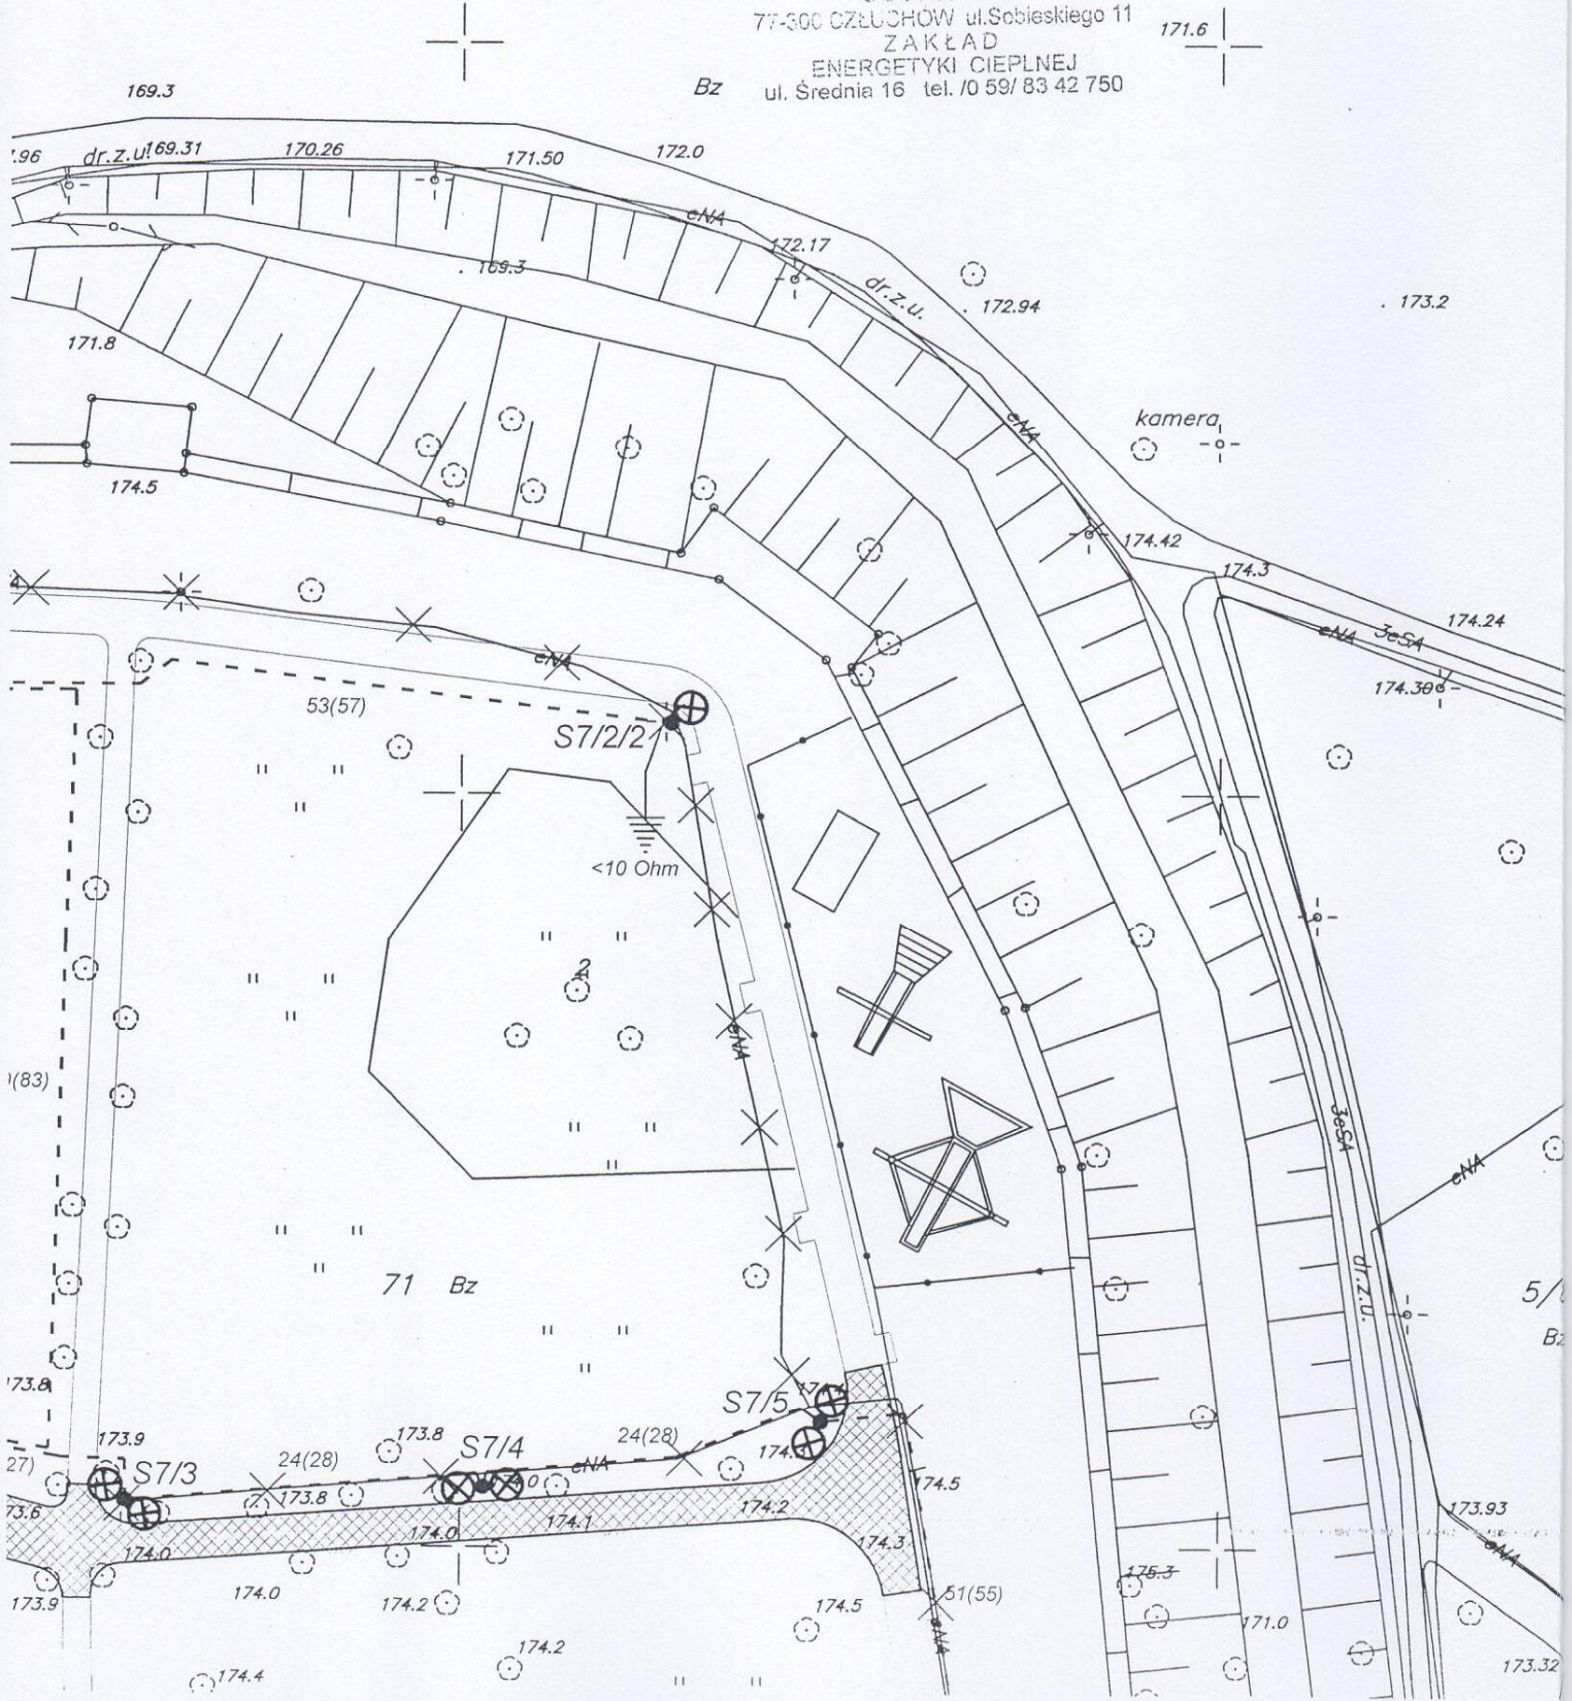 77-300 CZŁUCHÓW ul.Sobieskiego 11
ZAKŁAD
ENERGETYKI CIEPLNEJ
ul. Średnia 16 tel. /0 59/ 83 42 750
171.6
Bz
169.3
dr.z.u.
169.31
170.26
171.50
172.0
eNA
172.17
169.3
dr.z.u.
172.94
173.2
171.8
kamera
eNA
174.5
174.42
174.3
174.24
eNA
3eSA
174.30
eNA
53(57)
S7/2/2
<10 Ohm
2
eNA
(83)
3eSA
eNA
dr.z.u.
71 Bz
5/
Bz
173.8
S7/5
173.9
173.8
S7/4
24(28)
24(28)
eNA
S7/3
173.8
174.2
174.5
174.0
174.1
174.3
174.0
173.93
eNA
175.3
173.9
174.0
174.2
174.5
51(55)
171.0
eNA
174.2
174.4
173.32